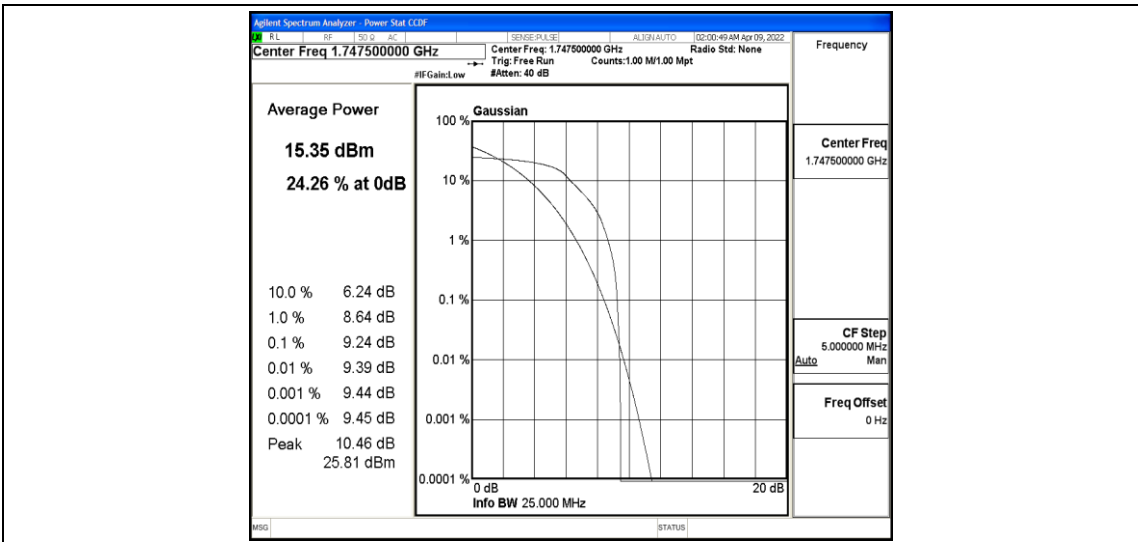 Agilent Spectrum Analyzer - Power Stat CCDF
LXI RL RF 50 Ω AC SENSE:PULSE ALIGN AUTO 02:00:49 AM Apr 09, 2022
Center Freq 1.747500000 GHz
Center Freq: 1.747500000 GHz Radio Std: None
Trig: Free Run Counts:1.00 M/1.00 Mpt
#IFGain:Low #Atten: 40 dB
Frequency
Average Power
15.35 dBm
24.26 % at 0dB
10.0 % 6.24 dB
1.0 % 8.64 dB
0.1 % 9.24 dB
0.01 % 9.39 dB
0.001 % 9.44 dB
0.0001 % 9.45 dB
Peak 10.46 dB
25.81 dBm
Gaussian
100 %
10 %
1 %
0.1 %
0.01 %
0.001 %
0.0001 %
0 dB 20 dB
Info BW 25.000 MHz
Center Freq
1.747500000 GHz
CF Step
5.000000 MHz
Auto Man
Freq Offset
0 Hz
MSG STATUS